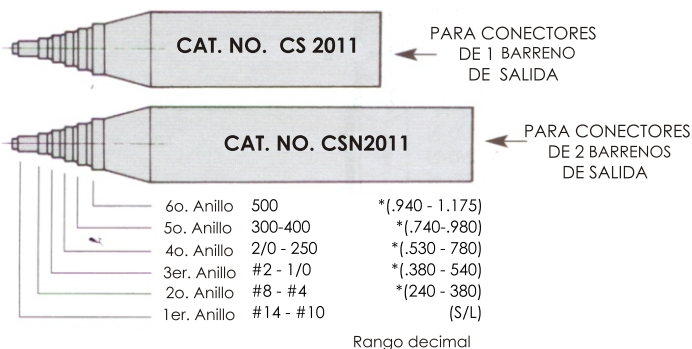 CAT. NO. CS 2011
PARA CONECTORES
DE 1 BARRENO
DE SALIDA
CAT. NO. CSN2011
PARA CONECTORES
DE 2 BARRENOS
DE SALIDA
6o. Anillo 500 *(.940 - 1.175)
5o. Anillo 300-400 *(.740-.980)
4o. Anillo 2/0 - 250 *(.530 - 780)
3er. Anillo #2 - 1/0 *(.380 - 540)
2o. Anillo #8 - #4 *(240 - 380)
1er. Anillo #14 - #10 (S/L)
Rango decimal